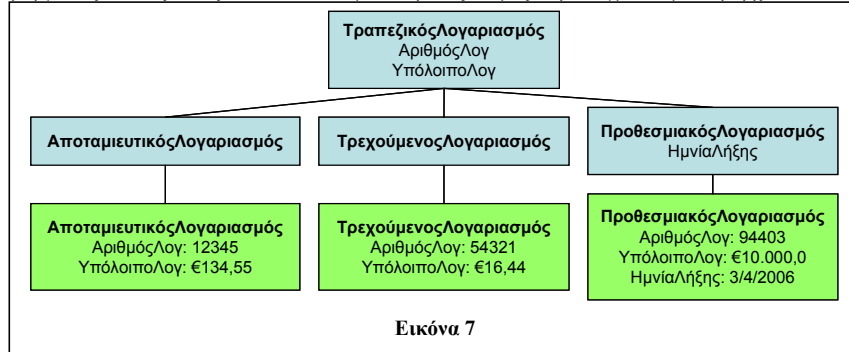 ΤραπεζικόςΛογαριασμός
ΑριθμόςΛογ
ΥπόλοιποΛογ
ΑποταμιευτικόςΛογαριασμός
ΤρεχούμενοςΛογαριασμός
ΠροθεσμιακόςΛογαριασμός
ΗμνίαΛήξης
ΑποταμιευτικόςΛογαριασμός
ΑριθμόςΛογ: 12345
ΥπόλοιποΛογ: €134,55
ΤρεχούμενοςΛογαριασμός
ΑριθμόςΛογ: 54321
ΥπόλοιποΛογ: €16,44
ΠροθεσμιακόςΛογαριασμός
ΑριθμόςΛογ: 94403
ΥπόλοιποΛογ: €10.000,0
ΗμνίαΛήξης: 3/4/2006
Εικόνα 7